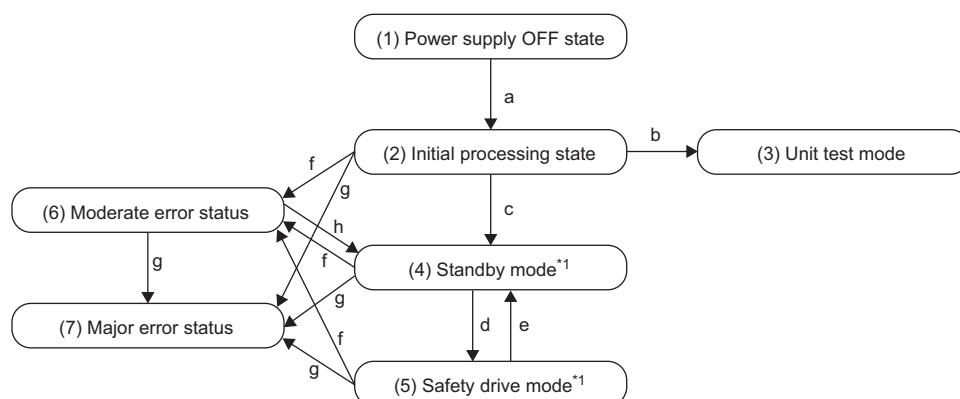 (1) Power supply OFF state
a
(2) Initial processing state
b
(3) Unit test mode
f
g
c
(6) Moderate error status
h
f
(4) Standby mode*1
g
g
(7) Major error status
d
e
f
g
(5) Safety drive mode*1